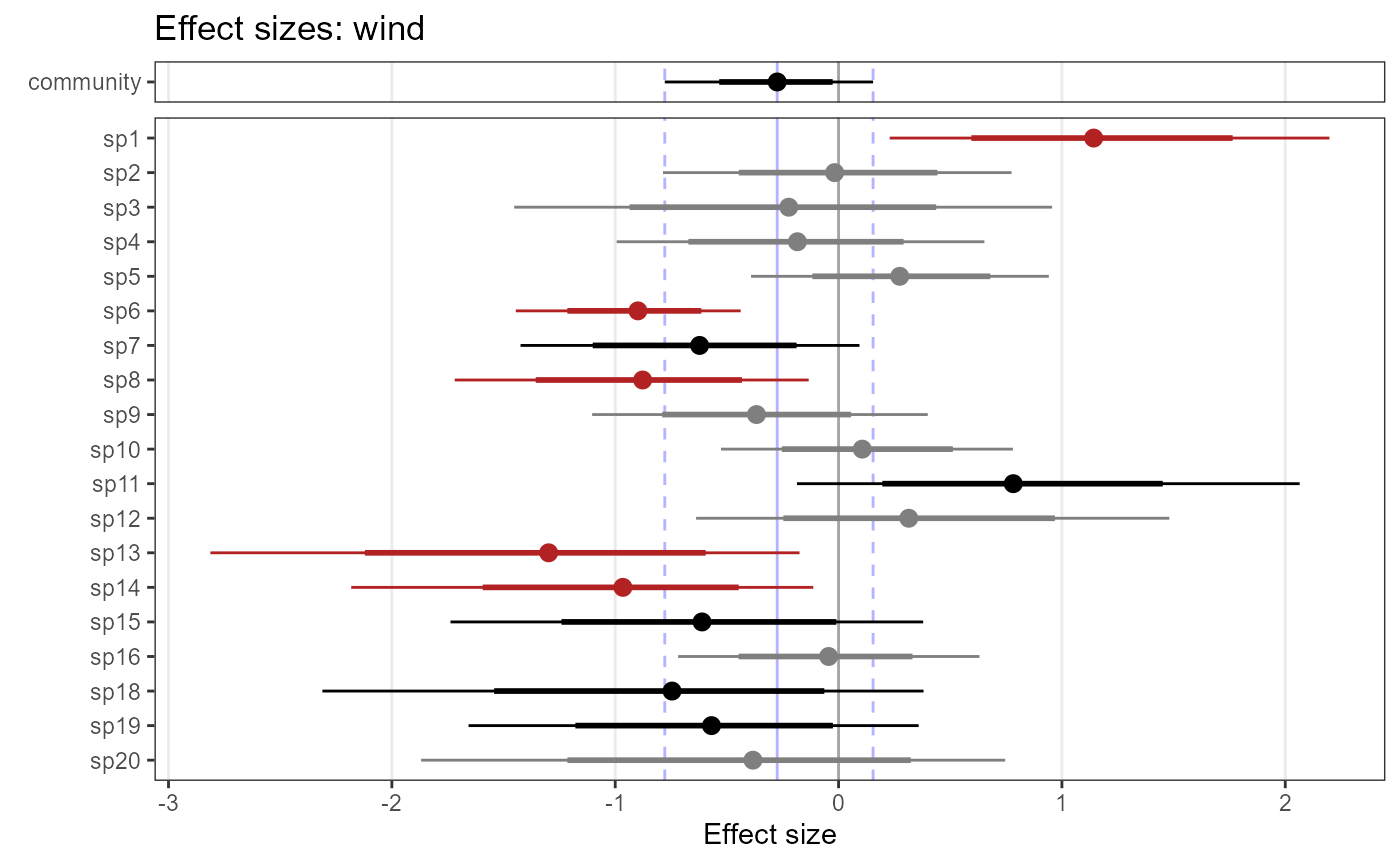 Effect sizes: wind
community
sp1
sp2
sp3
sp4
sp5
sp6
sp7
sp8
sp9
sp10
sp11
sp12
sp13
sp14
sp15
sp16
sp18
sp19
sp20
-3 -2 -1 0 1 2
Effect size